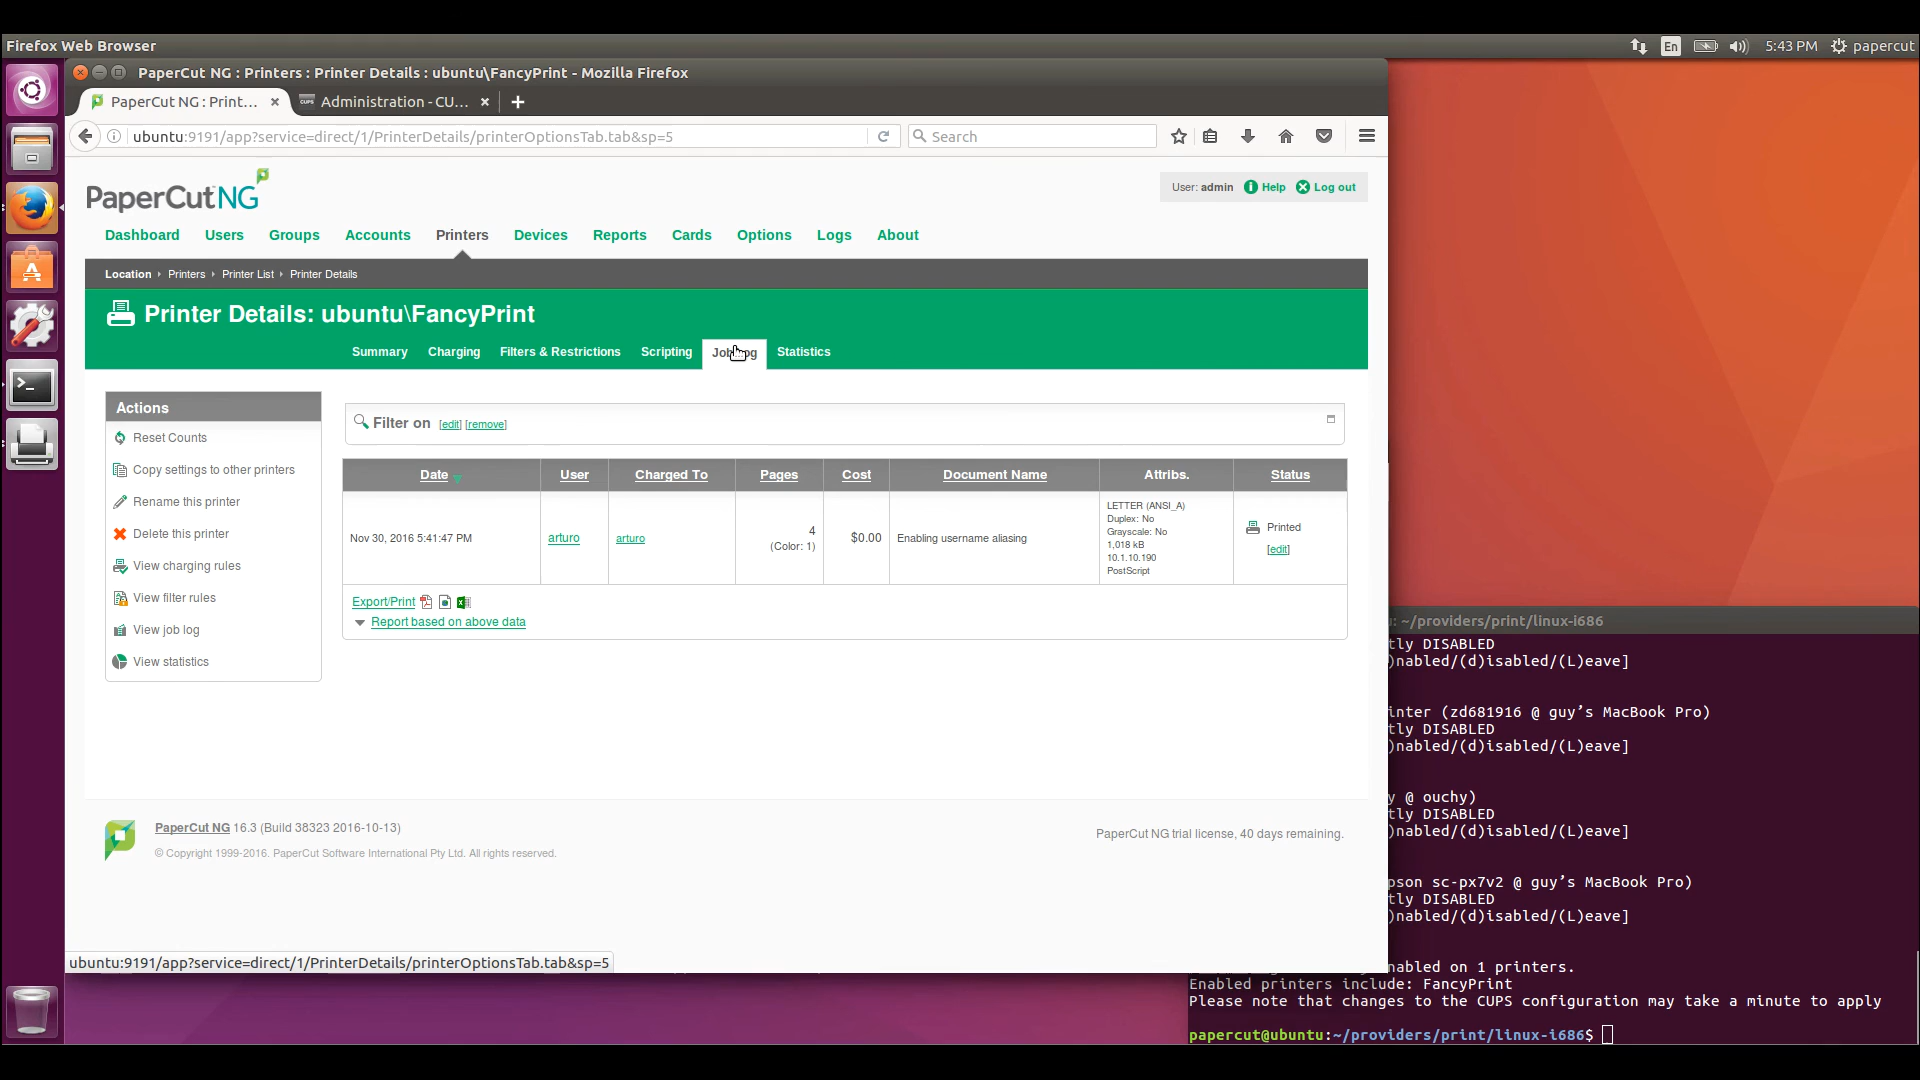 Firefox Web Browser
En
5:43 PM
papercut
PaperCut NG : Printers : Printer Details : ubuntu\FancyPrint - Mozilla Firefox
PaperCut NG : Print...
Administration - CU...
ubuntu:9191/app?service=direct/1/PrinterDetails/printerOptionsTab.tab&sp=5
Search
PaperCut NG
User: admin
Help
Log out
Dashboard
Users
Groups
Accounts
Printers
Devices
Reports
Cards
Options
Logs
About
Location
Printers
Printer List
Printer Details
Printer Details: ubuntu\FancyPrint
Summary
Charging
Filters & Restrictions
Scripting
Statistics
Actions
Reset Counts
Copy settings to other printers
Rename this printer
Delete this printer
View charging rules
View filter rules
View job log
View statistics
Filter on [edit] [remove]
Date
User
Charged To
Pages
Cost
Document Name
Attribs.
Status
Nov 30, 2016 5:41:47 PM
arturo
arturo
4
(Color: 1)
$0.00
Enabling username aliasing
LETTER (ANSI_A)
Duplex: No
Grayscale: No
1,018 kB
10.1.10.190
PostScript
Printed
[edit]
Export/Print
Report based on above data
PaperCut NG 16.3 (Build 38323 2016-10-13)
© Copyright 1999-2016. PaperCut Software International Pty Ltd. All rights reserved.
PaperCut NG trial license, 40 days remaining.
ubuntu:9191/app?service=direct/1/PrinterDetails/printerOptionsTab.tab&sp=5
: ~/providers/print/linux-i686
tly DISABLED
)nabled/(d)isabled/(L)eave]
inter (zd681916 @ guy’s MacBook Pro)
tly DISABLED
)nabled/(d)isabled/(L)eave]
y @ ouchy)
tly DISABLED
)nabled/(d)isabled/(L)eave]
pson sc-px7v2 @ guy’s MacBook Pro)
tly DISABLED
)nabled/(d)isabled/(L)eave]
nabled on 1 printers.
Enabled printers include: FancyPrint
Please note that changes to the CUPS configuration may take a minute to apply
papercut@ubuntu:~/providers/print/linux-i686$